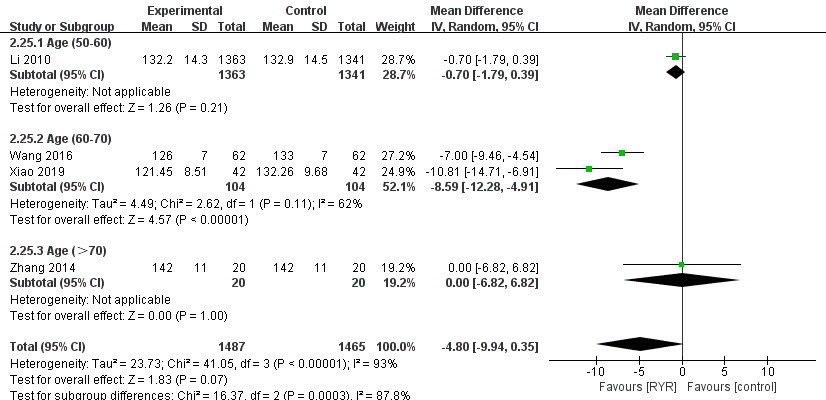 Experimental Control Mean Difference Mean Difference
Study or Subgroup Mean SD Total Mean SD Total Weight IV, Random, 95% CI IV, Random, 95% CI
2.25.1 Age (50-60)
Li 2010 132.2 14.3 1363 132.9 14.5 1341 28.7% -0.70 [-1.79, 0.39]
Subtotal (95% CI) 1363 1341 28.7% -0.70 [-1.79, 0.39]
Heterogeneity: Not applicable
Test for overall effect: Z = 1.26 (P = 0.21)
2.25.2 Age (60-70)
Wang 2016 126 7 62 133 7 62 27.2% -7.00 [-9.46, -4.54]
Xiao 2019 121.45 8.51 42 132.26 9.68 42 24.9% -10.81 [-14.71, -6.91]
Subtotal (95% CI) 104 104 52.1% -8.59 [-12.28, -4.91]
Heterogeneity: Tau² = 4.49; Chi² = 2.62, df = 1 (P = 0.11); I² = 62%
Test for overall effect: Z = 4.57 (P < 0.00001)
2.25.3 Age (>70)
Zhang 2014 142 11 20 142 11 20 19.2% 0.00 [-6.82, 6.82]
Subtotal (95% CI) 20 20 19.2% 0.00 [-6.82, 6.82]
Heterogeneity: Not applicable
Test for overall effect: Z = 0.00 (P = 1.00)
Total (95% CI) 1487 1465 100.0% -4.80 [-9.94, 0.35]
Heterogeneity: Tau² = 23.73; Chi² = 41.05, df = 3 (P < 0.00001); I² = 93%
Test for overall effect: Z = 1.83 (P = 0.07)
Test for subgroup differences: Chi² = 16.37, df = 2 (P = 0.0003), I² = 87.8%
-10 -5 0 5 10
Favours [RYR] Favours [control]